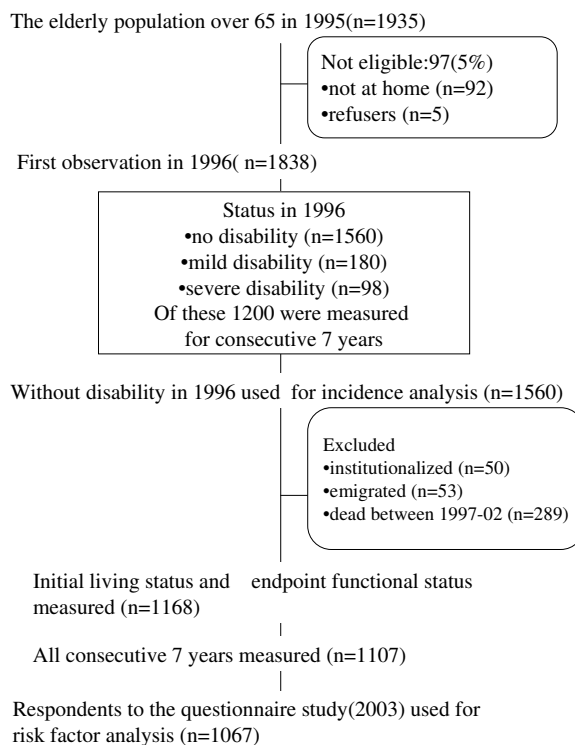 The elderly population over 65 in 1995(n=1935)
Not eligible:97(5%)
•not at home (n=92)
•refusers (n=5)
First observation in 1996( n=1838)
Status in 1996
•no disability (n=1560)
•mild disability (n=180)
•severe disability (n=98)
Of these 1200 were measured
for consecutive 7 years
Without disability in 1996 used for incidence analysis (n=1560)
Excluded
•institutionalized (n=50)
•emigrated (n=53)
•dead between 1997-02 (n=289)
Initial living status and endpoint functional status
measured (n=1168)
All consecutive 7 years measured (n=1107)
Respondents to the questionnaire study(2003) used for
risk factor analysis (n=1067)